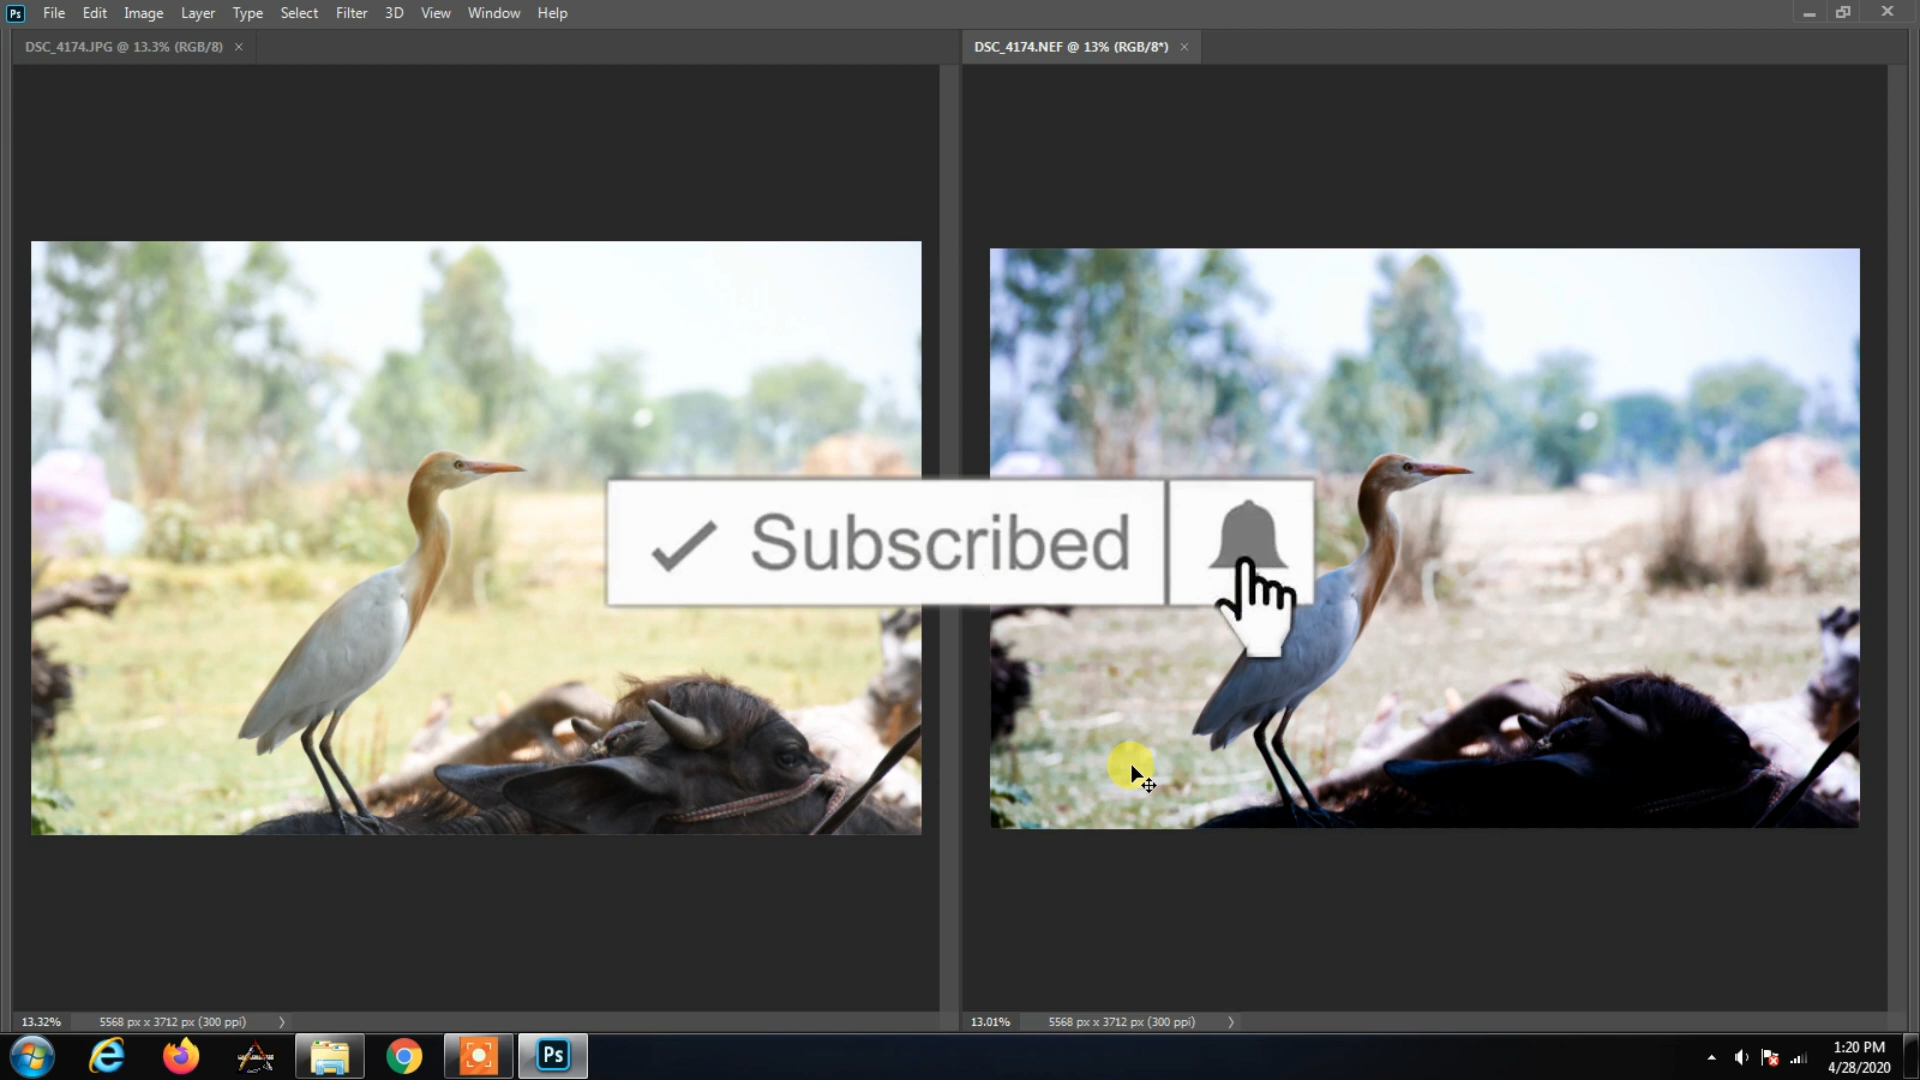 Ps File Edit Image Layer Type Select Filter 3D View Window Help
DSC_4174.JPG @ 13.3% (RGB/8) ×
DSC_4174.NEF @ 13% (RGB/8*) ×
Subscribed
13.32% 5568 px x 3712 px (300 ppi)
13.01% 5568 px x 3712 px (300 ppi)
Ps
1:20 PM
4/28/2020